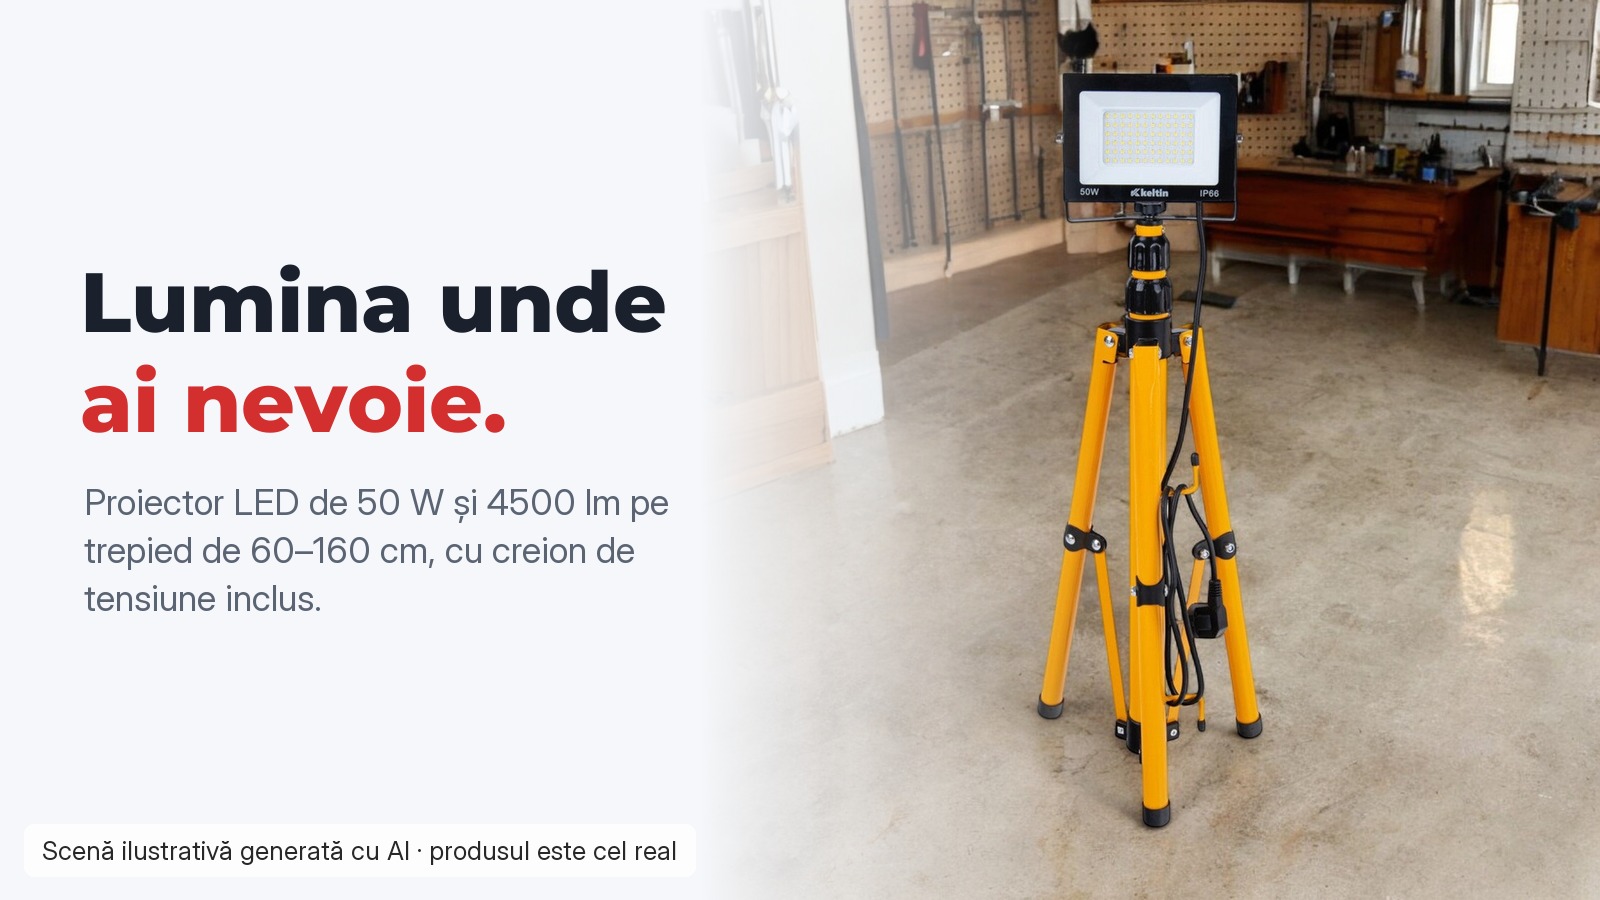 Lumina unde
ai nevoie.
Proiector LED de 50 W și 4500 lm pe
trepied de 60–160 cm, cu creion de
tensiune inclus.
Scenă ilustrativă generată cu AI · produsul este cel real
50W keltin IP66